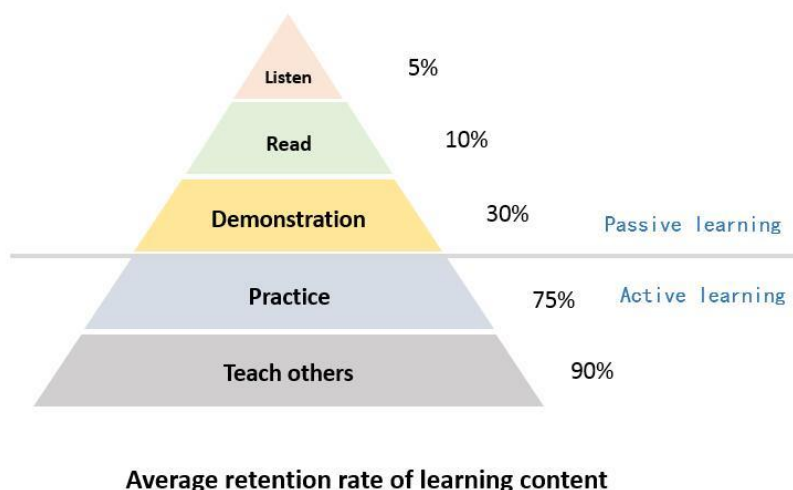 Listen 5%
Read 10%
Demonstration 30%
Passive learning
Practice 75% Active learning
Teach others 90%
Average retention rate of learning content